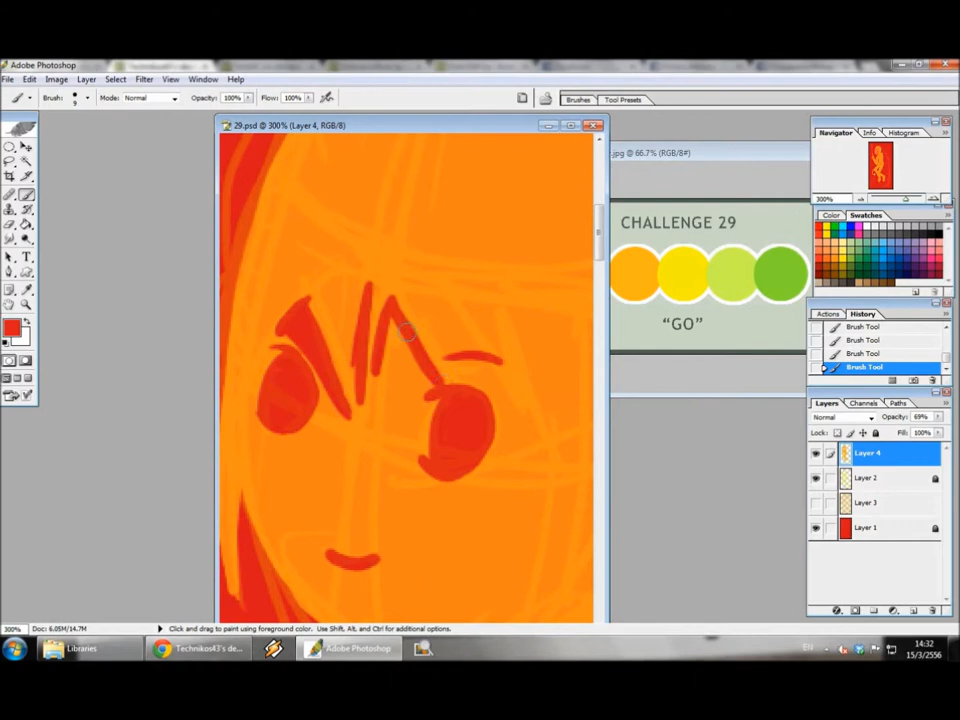 Adobe Photoshop
File Edit Image Layer Select Filter View Window Help
Brush: 9 Mode: Normal Opacity: 100% Flow: 100% Brushes Tool Presets
29.psd @ 300% (Layer 4, RGB/8)
.jpg @ 66.7% (RGB/8#)
CHALLENGE 29
“GO”
Navigator Info Histogram
300%
Color Swatches
Actions History
Brush Tool
Brush Tool
Brush Tool
Brush Tool
Layers Channels Paths
Normal Opacity: 69%
Lock: Fill: 100%
Layer 4
Layer 2
Layer 3
Layer 1
300% Doc: 6.05M/14.7M Click and drag to paint using foreground color. Use Shift, Alt, and Ctrl for additional options.
Libraries Technikos43's de... Adobe Photoshop EN 14:32
15/3/2556